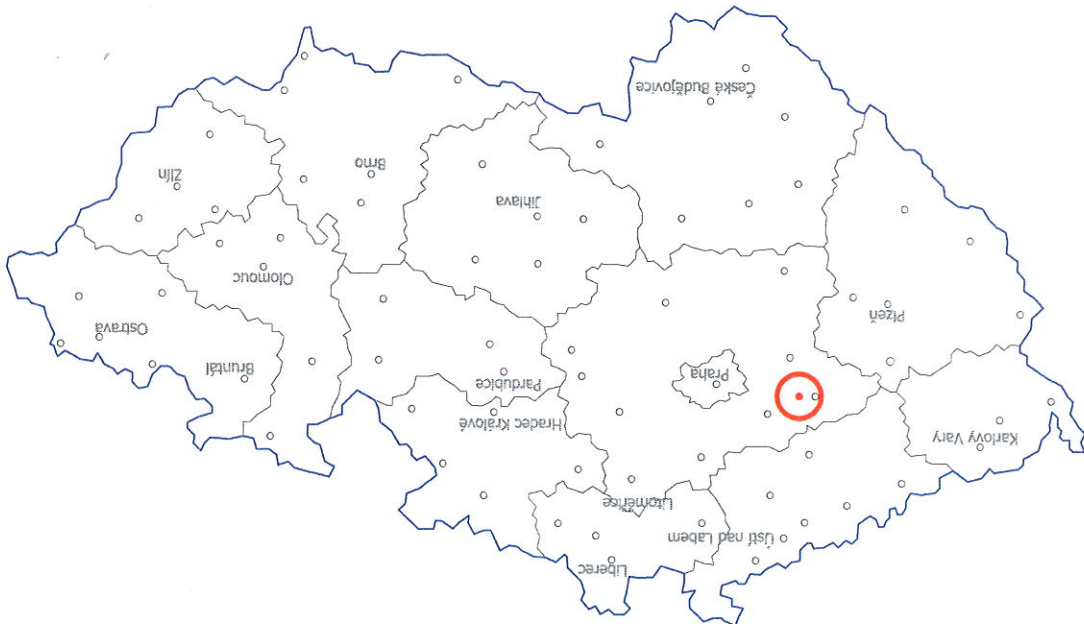 Liberec
Ústí nad Labem
Litoměřice
Karlovy Vary
Hradec Králové
Pardubice
Praha
Bruntál
Ostrava
Plzeň
Olomouc
Jihlava
Zlín
Brno
České Budějovice